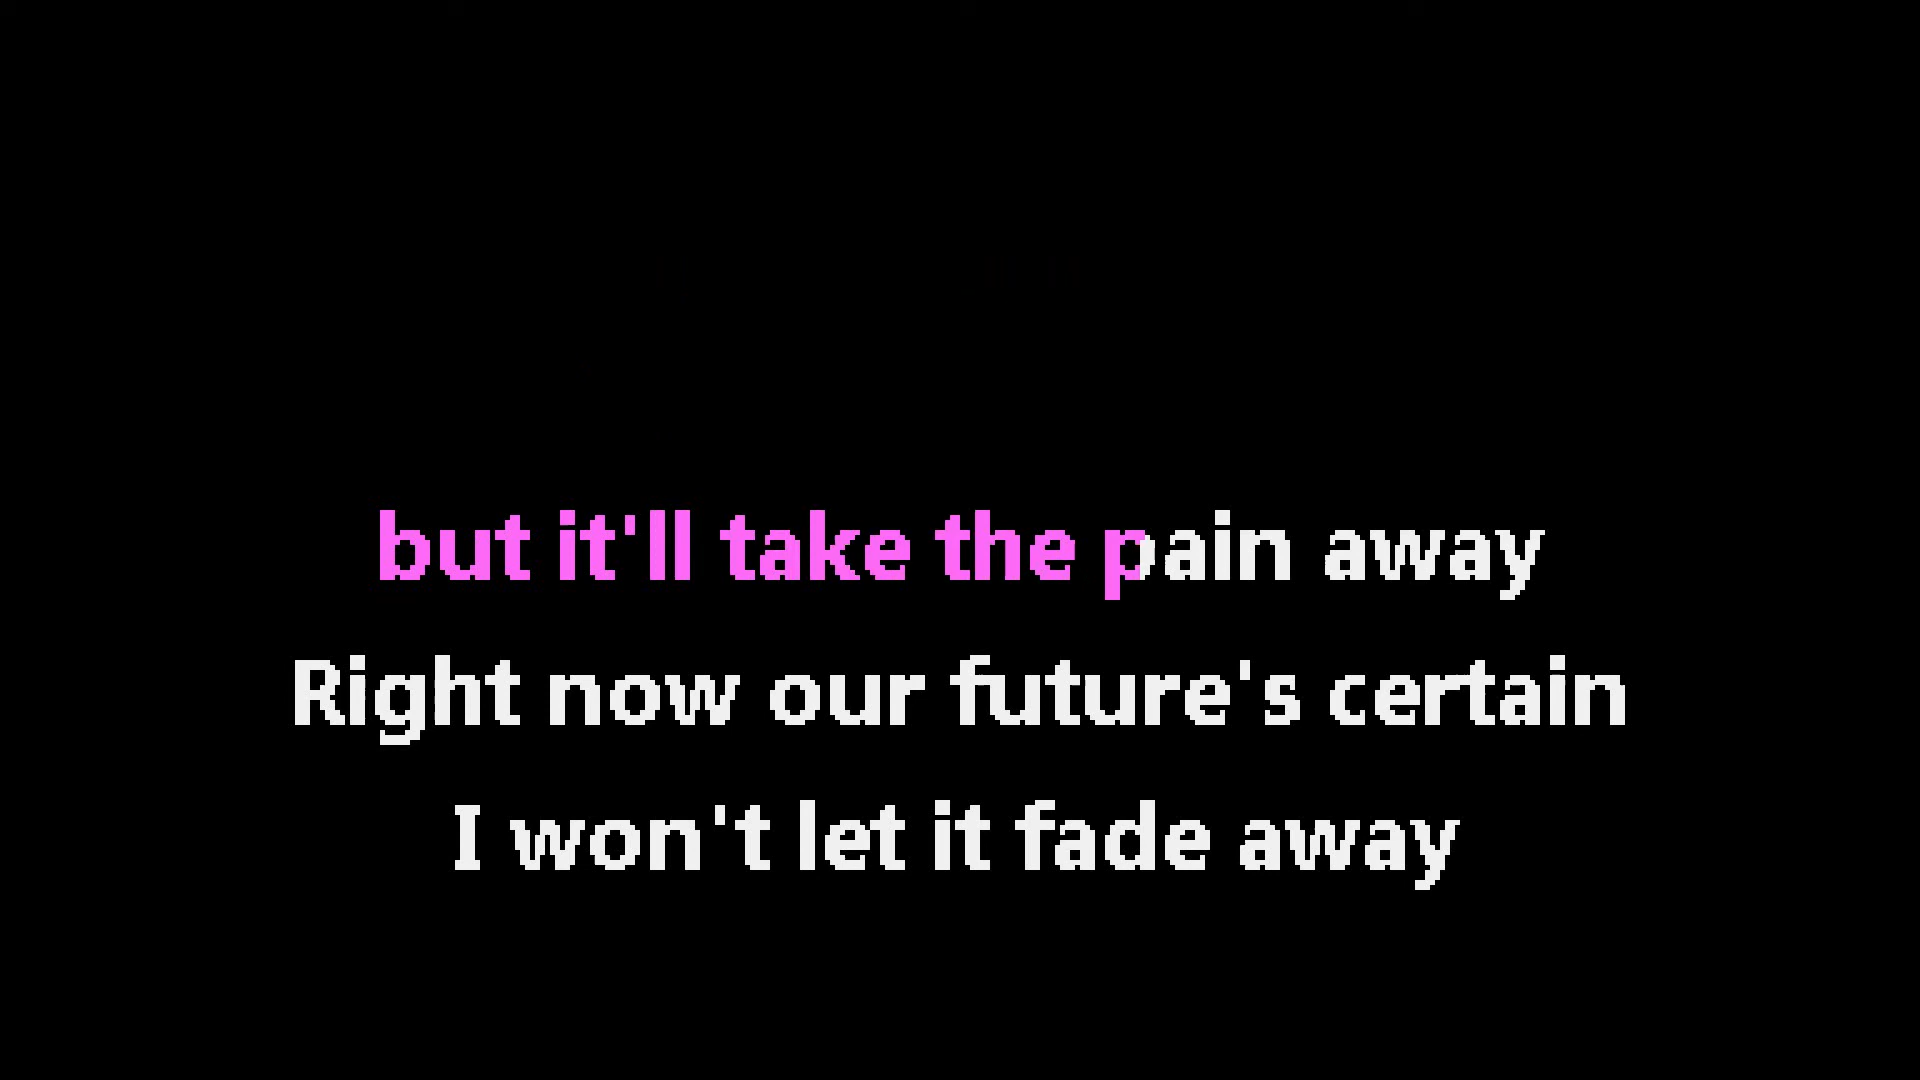 but it'll take the pain away
Right now our future's certain
I won't let it fade away